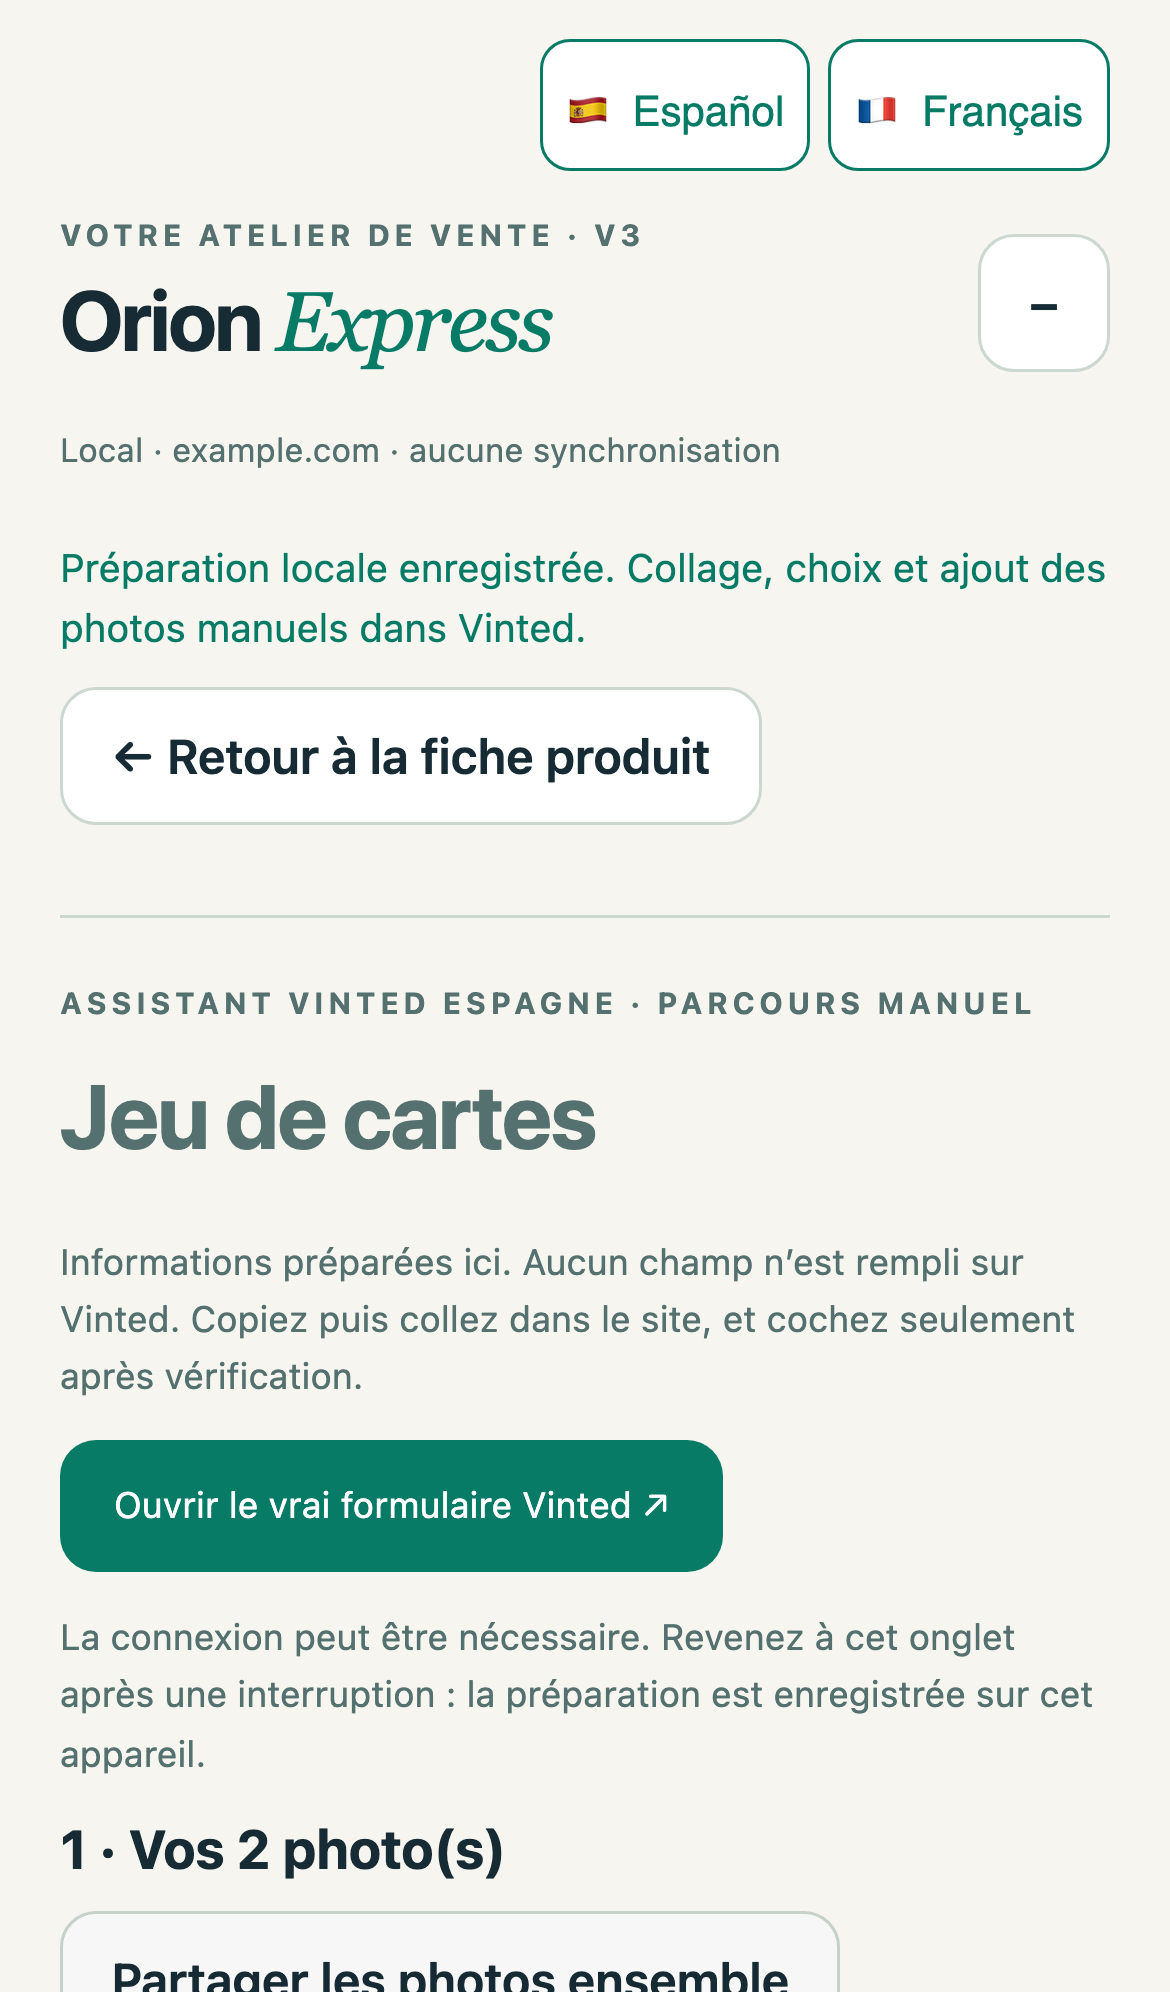 Español
Français
VOTRE ATELIER DE VENTE · V3
Orion Express
–
Local · example.com · aucune synchronisation
Préparation locale enregistrée. Collage, choix et ajout des
photos manuels dans Vinted.
← Retour à la fiche produit
ASSISTANT VINTED ESPAGNE · PARCOURS MANUEL
Jeu de cartes
Informations préparées ici. Aucun champ n’est rempli sur
Vinted. Copiez puis collez dans le site, et cochez seulement
après vérification.
Ouvrir le vrai formulaire Vinted ↗
La connexion peut être nécessaire. Revenez à cet onglet
après une interruption : la préparation est enregistrée sur cet
appareil.
1 · Vos 2 photo(s)
Partager les photos ensemble